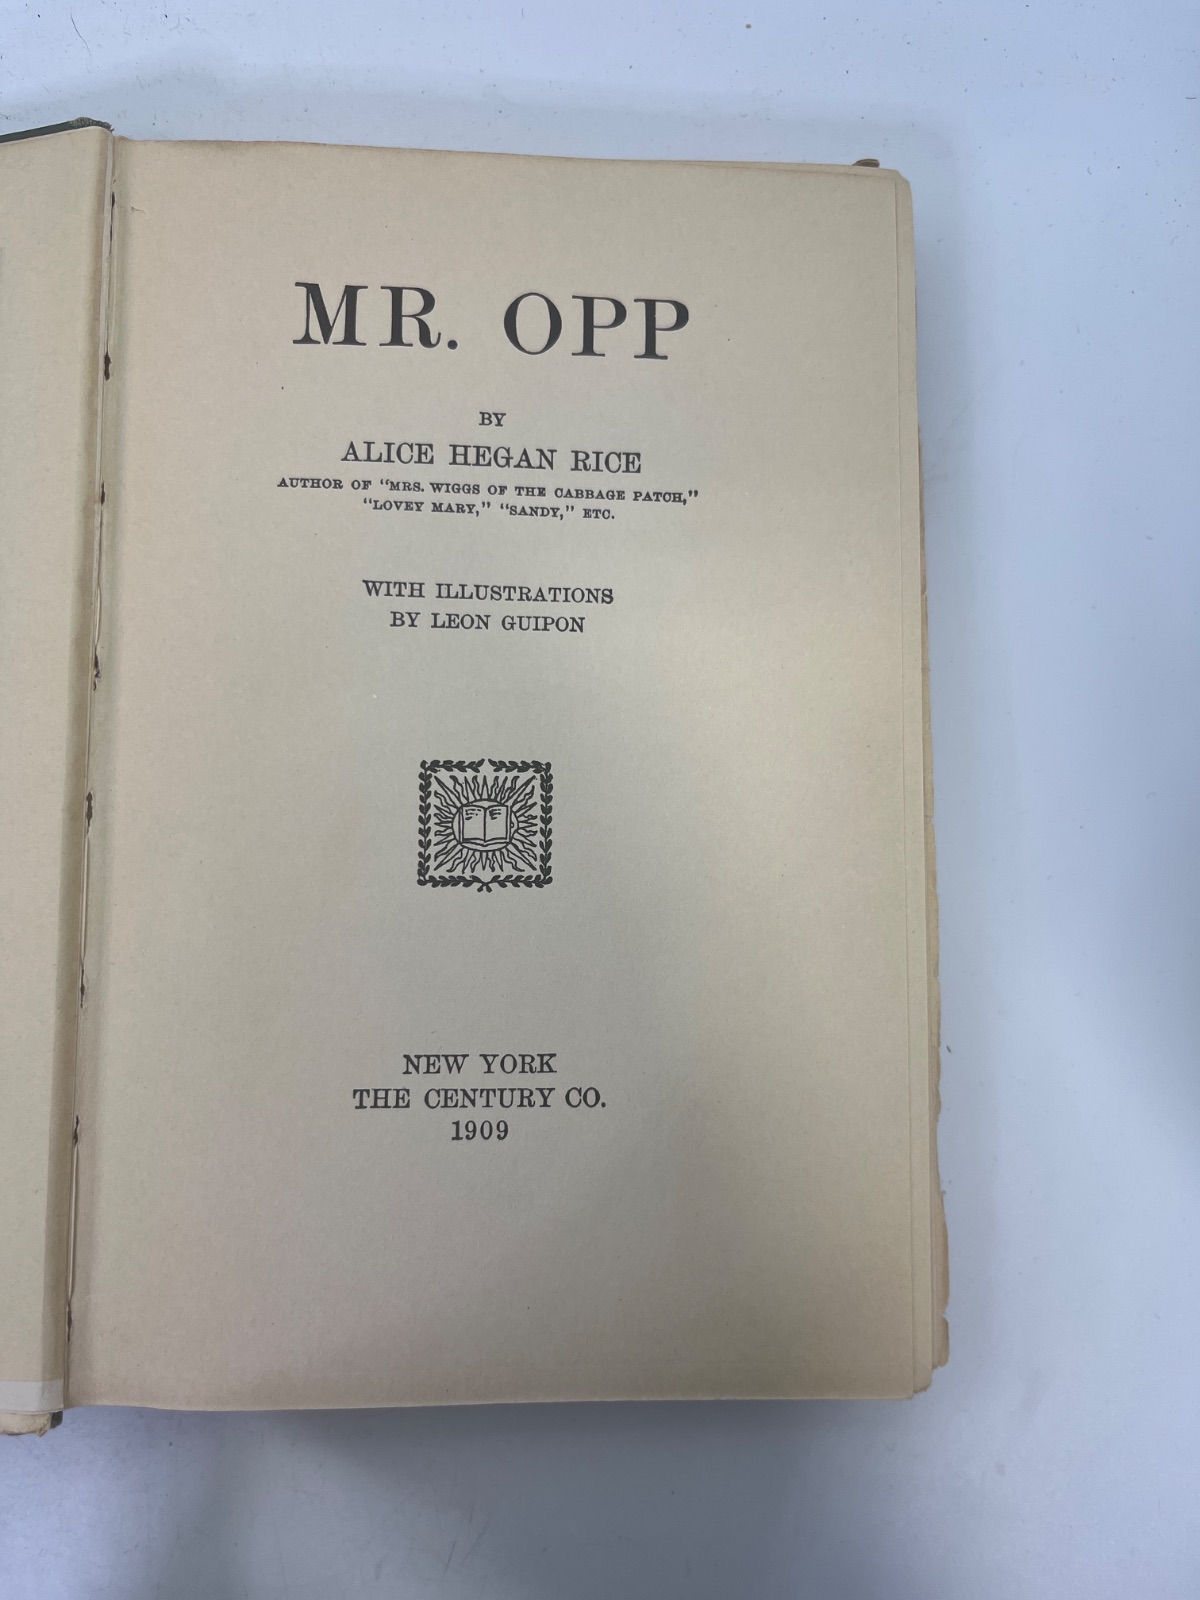 MR. OPP
BY
ALICE HEGAN RICE
AUTHOR OF "MRS. WIGGS OF THE CABBAGE PATCH,"
"LOVEY MARY," "SANDY," ETC.
WITH ILLUSTRATIONS
BY LEON GUIPON
NEW YORK
THE CENTURY CO.
1909